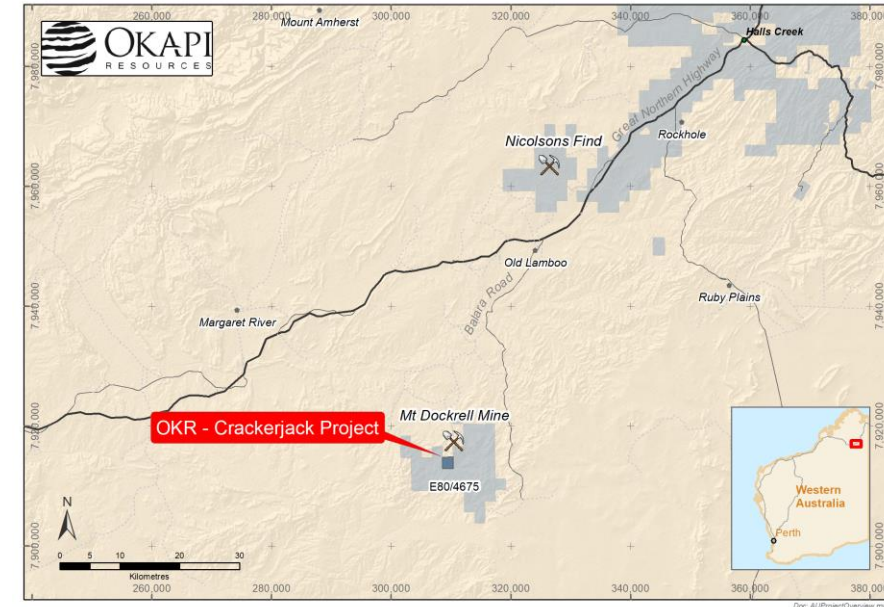 260,000
280,000
300,000
320,000
340,000
360,000
380,000
OKAPI
RESOURCES
Mount Amherst
Halls Creek
7,980,000
7,980,000
Great Northern Highway
Rockhole
Nicolsons Find
7,960,000
7,960,000
Old Lamboo
Balara Road
Ruby Plains
7,940,000
7,940,000
Margaret River
Mt Dockrell Mine
OKR - Crackerjack Project
7,920,000
7,920,000
E80/4675
Western
Australia
Perth
N
0 5 10 20 30
Kilometres
7,900,000
7,900,000
260,000
280,000
300,000
320,000
340,000
360,000
380,000